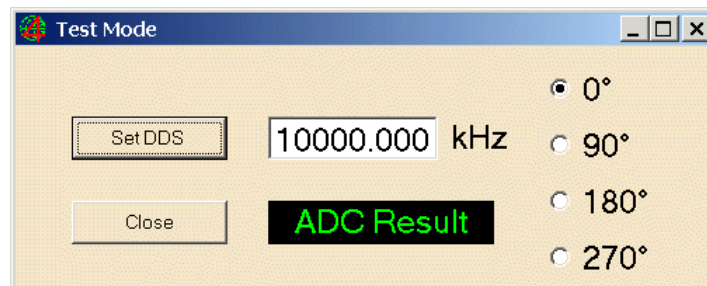 Test Mode
0°
Set DDS
10000.000 kHz
90°
180°
Close
ADC Result
270°